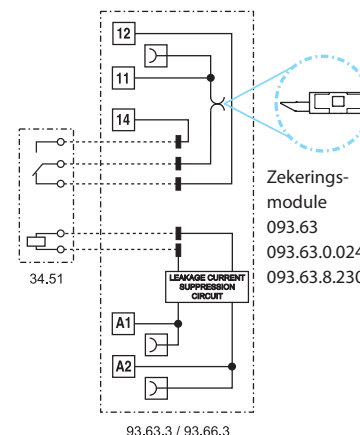 12
11
14
34.51
LEAKAGE CURRENT
SUPPRESSION
CIRCUIT
A1
A2
93.63.3 / 93.66.3
Zekerings-
module
093.63
093.63.0.024
093.63.8.230